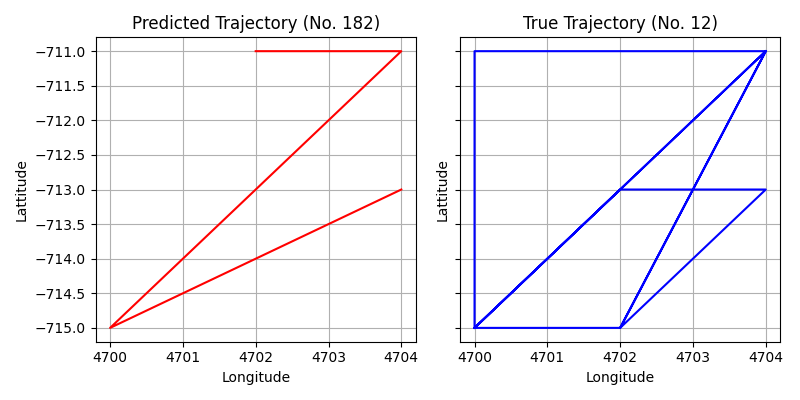 Predicted Trajectory (No. 182)
True Trajectory (No. 12)
−711.0
−711.5
−712.0
−712.5
−713.0
−713.5
−714.0
−714.5
−715.0
Lattitude
Lattitude
4700 4701 4702 4703 4704
4700 4701 4702 4703 4704
Longitude
Longitude